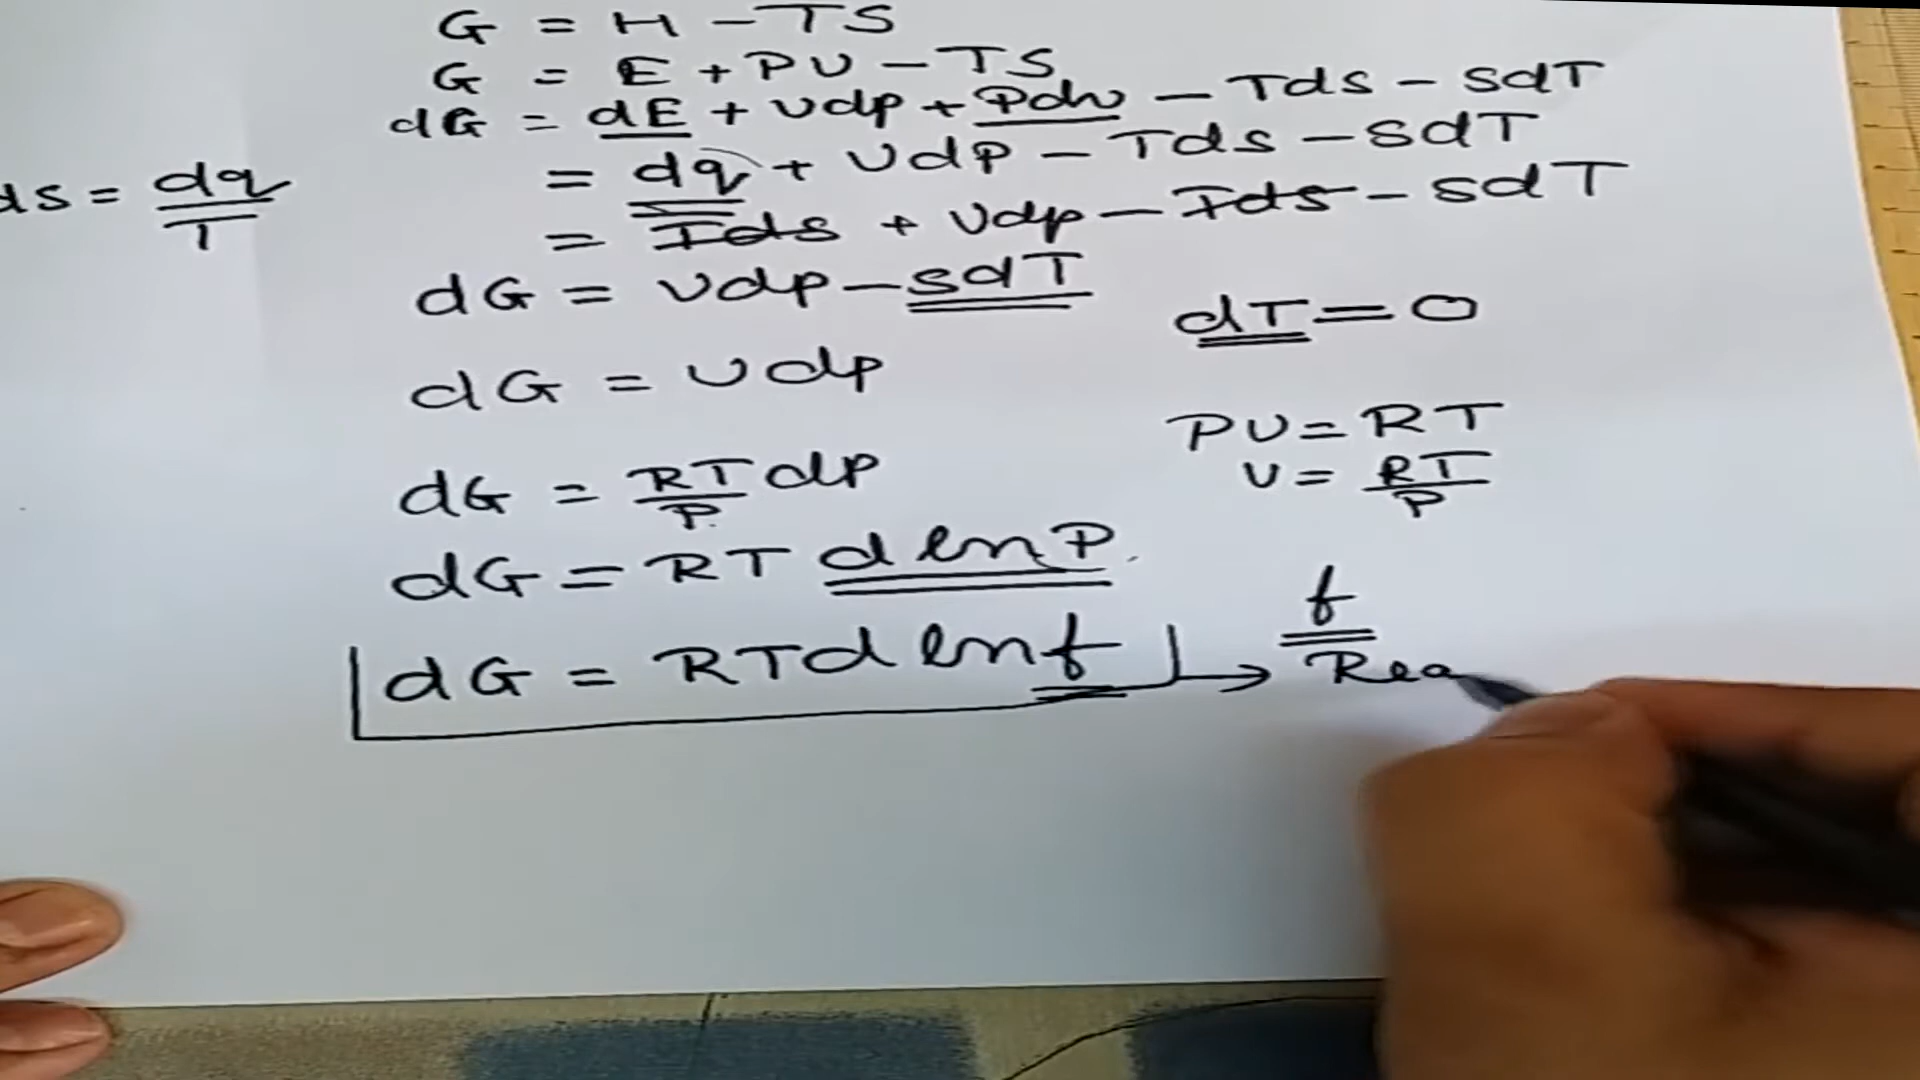 G = H - TS
G = E + PV - TS
dG = dE + Vdp + Pdv - Tds - SdT
= dq + Vdp - Tds - SdT
ds = dq/T
= Tds + Vdp - Tds - SdT
dG = Vdp - SdT
dT = 0
dG = Vdp
PV = RT
V = RT/P
dG = RT/P dp
dG = RT d ln P
dG = RT d ln f
f
Rea